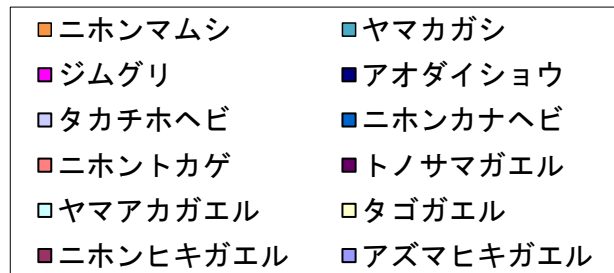 ニホンマムシ ヤマカガシ
ジムグリ アオダイショウ
タカチホヘビ ニホンカナヘビ
ニホントカゲ トノサマガエル
ヤマアカガエル タゴガエル
ニホンヒキガエル アズマヒキガエル